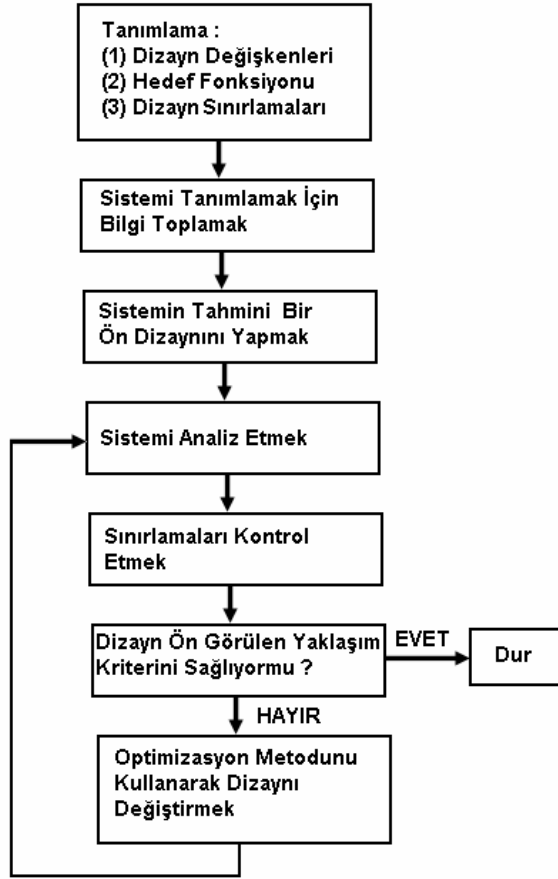 Tanımlama :
(1) Dizayn Değişkenleri
(2) Hedef Fonksiyonu
(3) Dizayn Sınırlamaları
Sistemi Tanımlamak İçin
Bilgi Toplamak
Sistemin Tahmini Bir
Ön Dizaynını Yapmak
Sistemi Analiz Etmek
Sınırlamaları Kontrol
Etmek
Dizayn Ön Görülen Yaklaşım
Kriterini Sağlıyormu ?
EVET
Dur
HAYIR
Optimizasyon Metodunu
Kullanarak Dizaynı
Değiştirmek